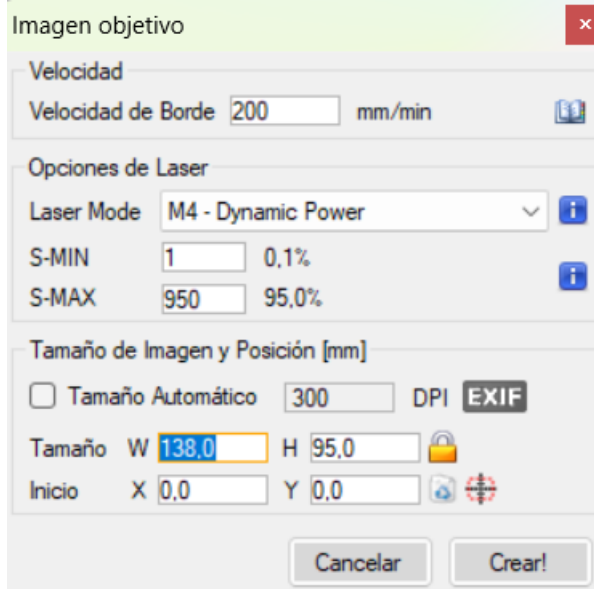 Imagen objetivo
Velocidad
Velocidad de Borde 200 mm/min
Opciones de Laser
Laser Mode M4 - Dynamic Power
S-MIN 1 0,1%
S-MAX 950 95,0%
Tamaño de Imagen y Posición [mm]
Tamaño Automático 300 DPI EXIF
Tamaño W 138,0 H 95,0
Inicio X 0,0 Y 0,0
Cancelar Crear!